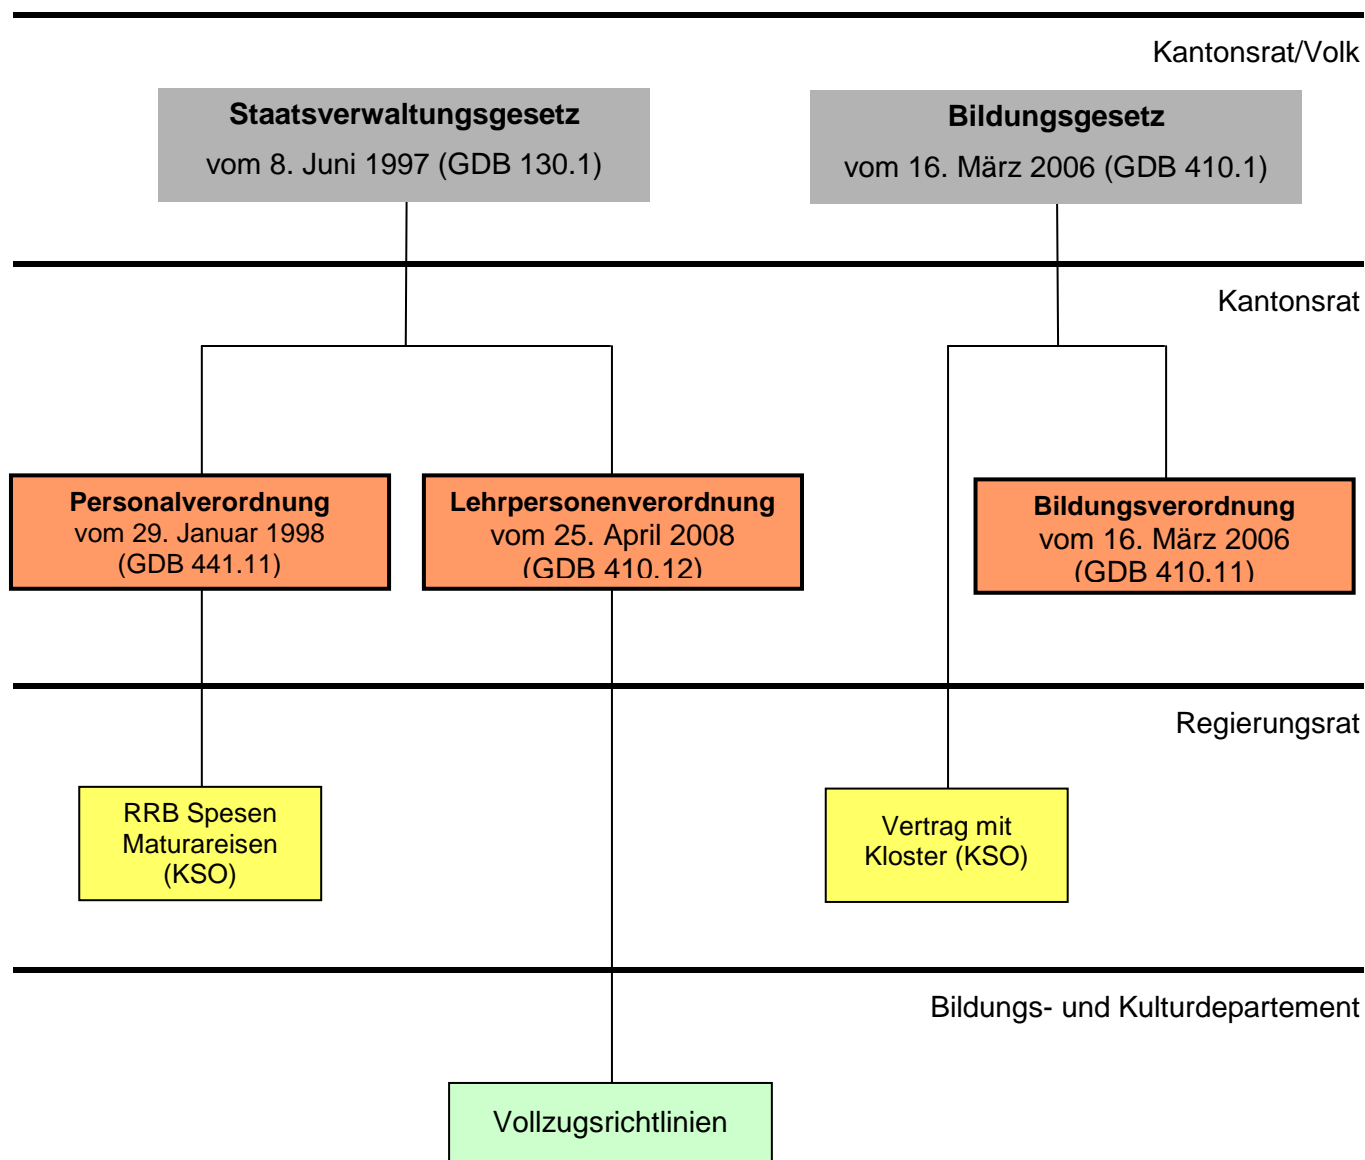 Kantonsrat/Volk
Staatsverwaltungsgesetz
vom 8. Juni 1997 (GDB 130.1)
Bildungsgesetz
vom 16. März 2006 (GDB 410.1)
Kantonsrat
Personalverordnung
vom 29. Januar 1998
(GDB 441.11)
Lehrpersonenverordnung
vom 25. April 2008
(GDB 410.12)
Bildungsverordnung
vom 16. März 2006
(GDB 410.11)
Regierungsrat
RRB Spesen
Maturareisen
(KSO)
Vertrag mit
Kloster (KSO)
Bildungs- und Kulturdepartement
Vollzugsrichtlinien